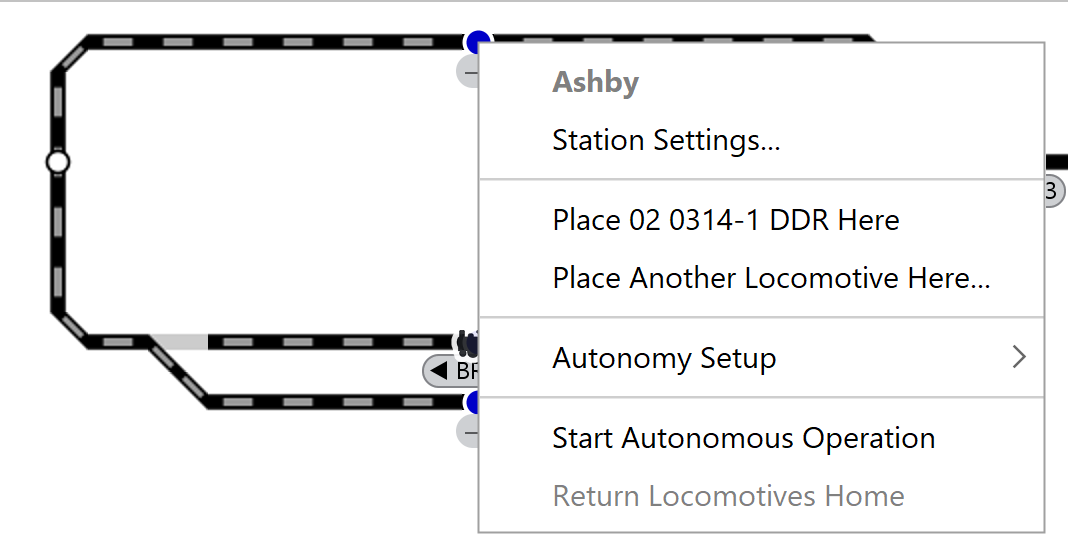 Ashby
Station Settings...
3
Place 02 0314-1 DDR Here
Place Another Locomotive Here...
Autonomy Setup
Start Autonomous Operation
Return Locomotives Home